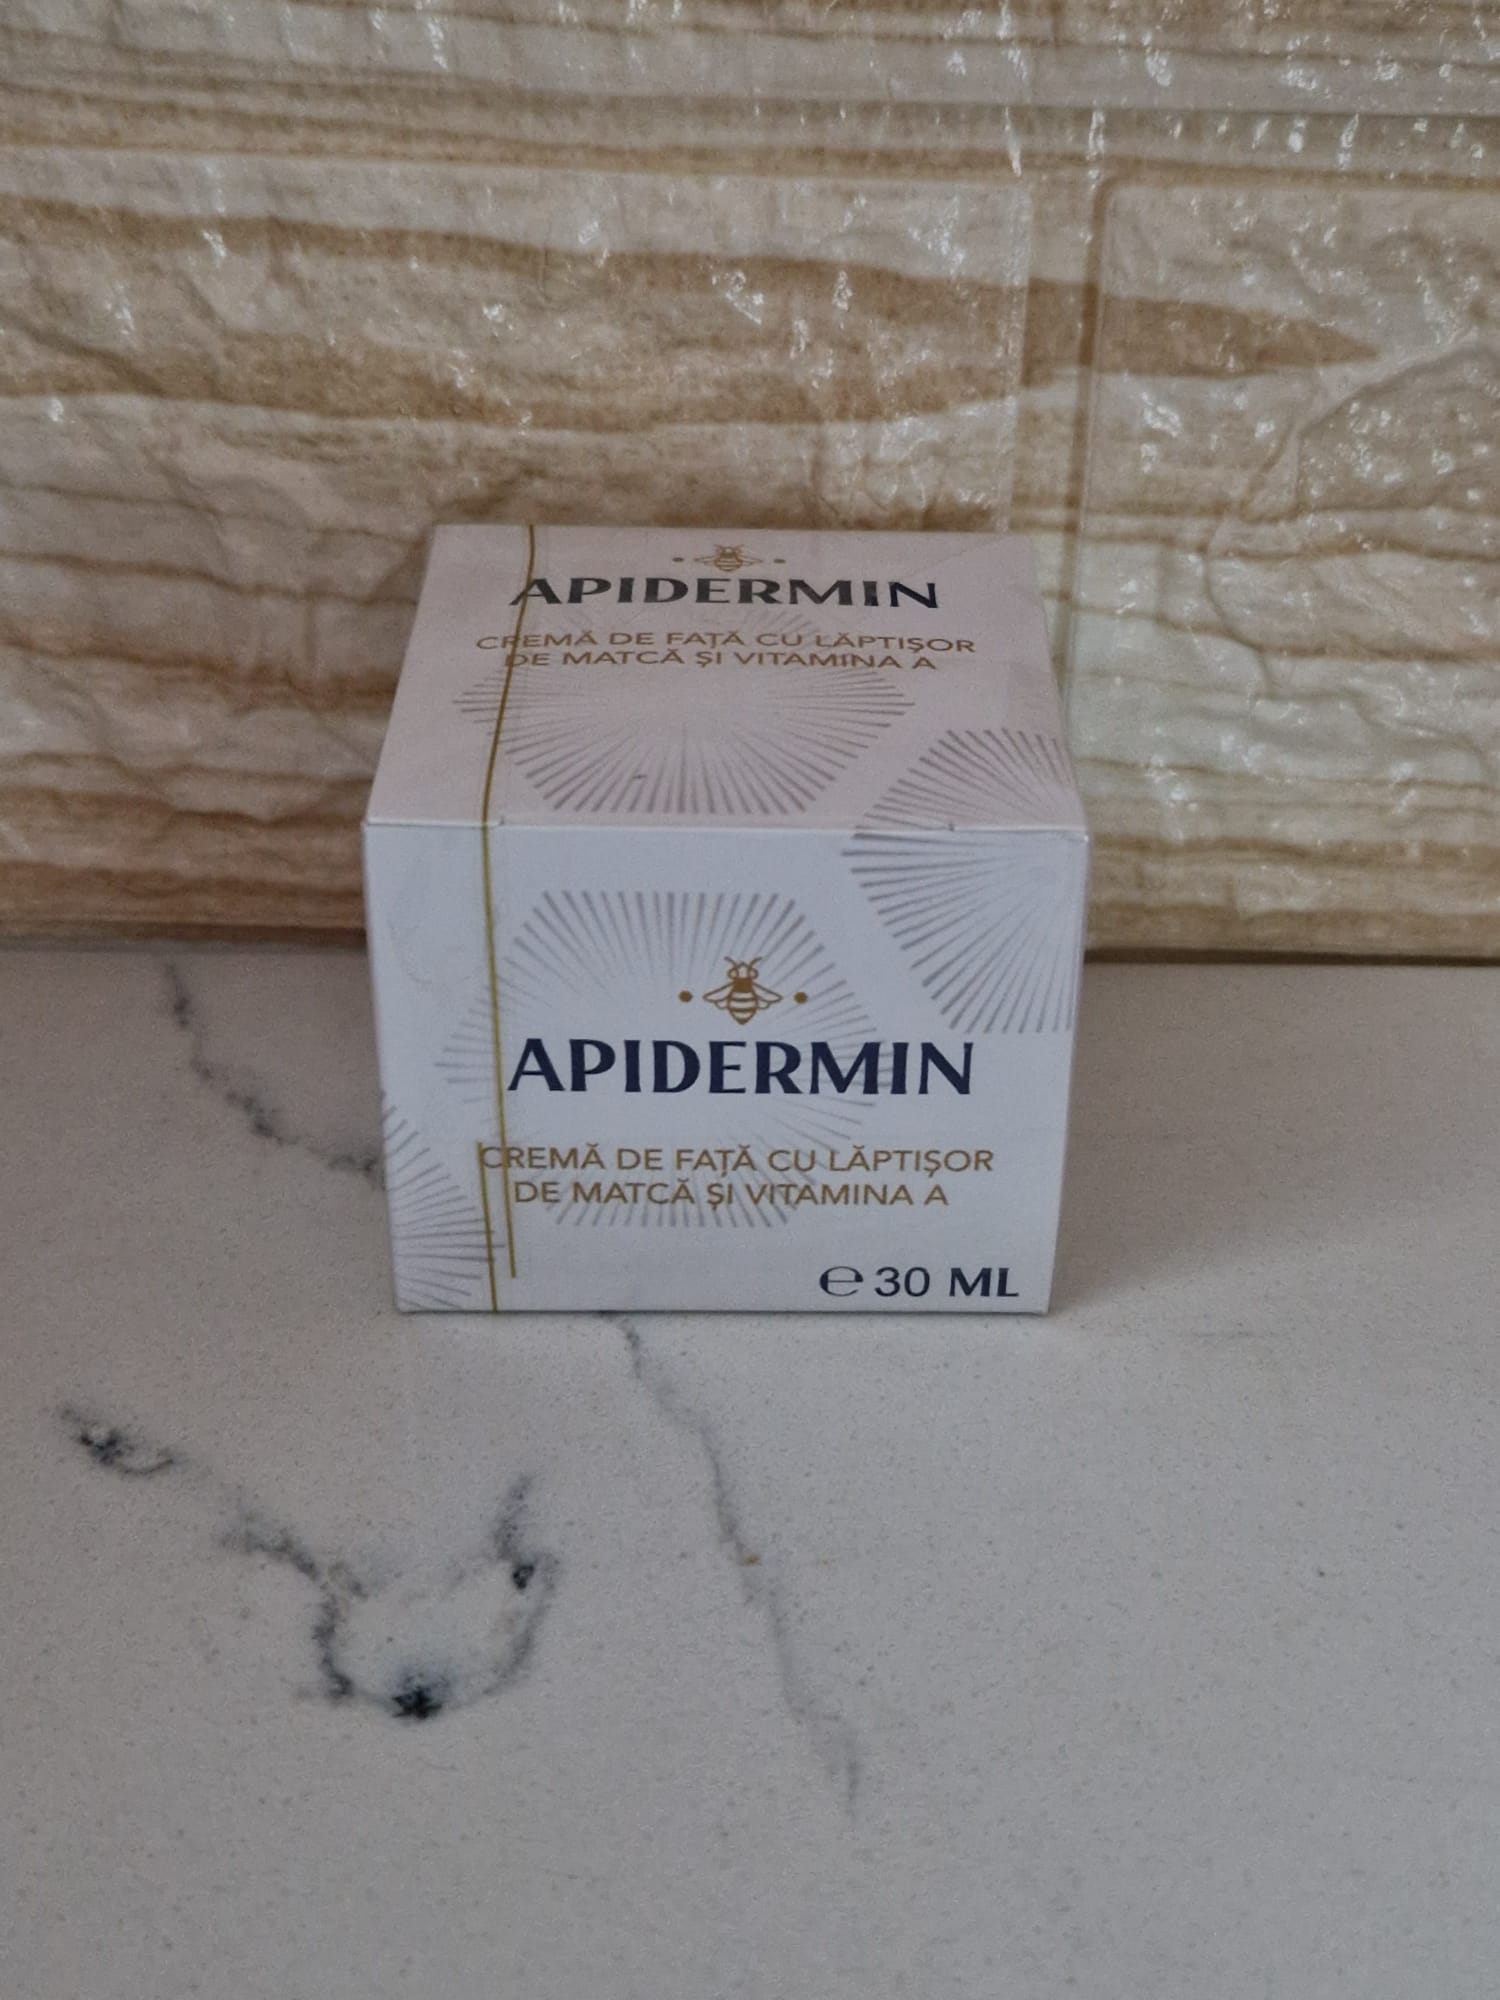 APIDERMIN
CREMĂ DE FAȚĂ CU LĂPTIȘOR
DE MATCĂ ȘI VITAMINA A
APIDERMIN
CREMĂ DE FAȚĂ CU LĂPTIȘOR
DE MATCĂ ȘI VITAMINA A
℮ 30 ML